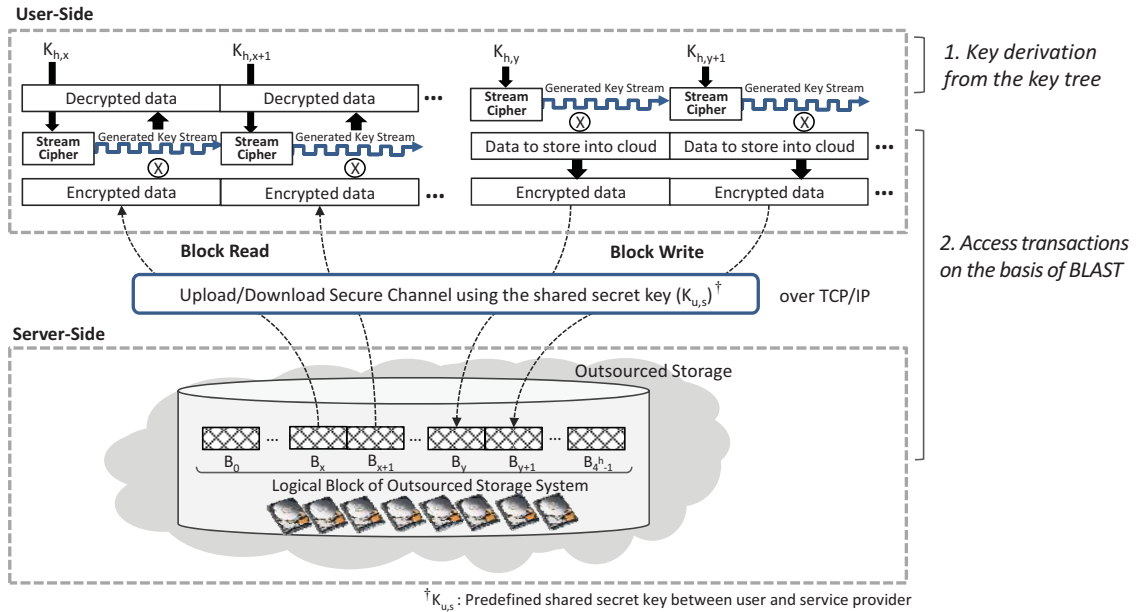 User-Side
K_{h,x} K_{h,x+1} K_{h,y} K_{h,y+1}
1. Key derivation
from the key tree
Decrypted data Decrypted data ...
Stream Cipher Generated Key Stream Stream Cipher Generated Key Stream
Stream Cipher Generated Key Stream Stream Cipher Generated Key Stream
X X X X
Data to store into cloud Data to store into cloud ...
Encrypted data Encrypted data ... Encrypted data Encrypted data ...
Block Read Block Write
2. Access transactions
on the basis of BLAST
Upload/Download Secure Channel using the shared secret key (K_{u,s})† over TCP/IP
Server-Side
Outsourced Storage
... ... ...
B_0 B_x B_{x+1} B_y B_{y+1} B_{4^h-1}
Logical Block of Outsourced Storage System
†K_{u,s} : Predefined shared secret key between user and service provider